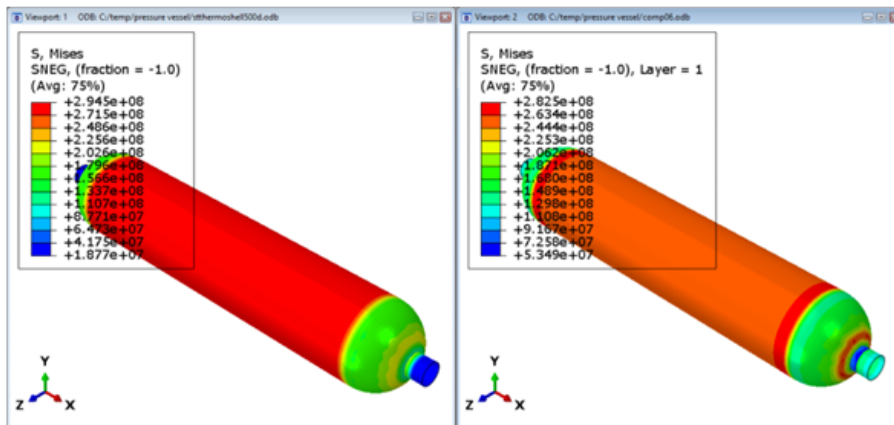 Viewport: 1 ODB: C:/temp/pressure vessel/stthermoshell500d.odb
S, Mises
SNEG, (fraction = -1.0)
(Avg: 75%)
+2.945e+08
+2.715e+08
+2.486e+08
+2.256e+08
+2.026e+08
+1.796e+08
+1.566e+08
+1.337e+08
+1.107e+08
+8.771e+07
+6.473e+07
+4.175e+07
+1.877e+07
Y
Z
X
Viewport: 2 ODB: C:/temp/pressure vessel/comp06.odb
S, Mises
SNEG, (fraction = -1.0), Layer = 1
(Avg: 75%)
+2.825e+08
+2.634e+08
+2.444e+08
+2.253e+08
+2.062e+08
+1.871e+08
+1.680e+08
+1.489e+08
+1.298e+08
+1.108e+08
+9.167e+07
+7.258e+07
+5.349e+07
Y
Z
X